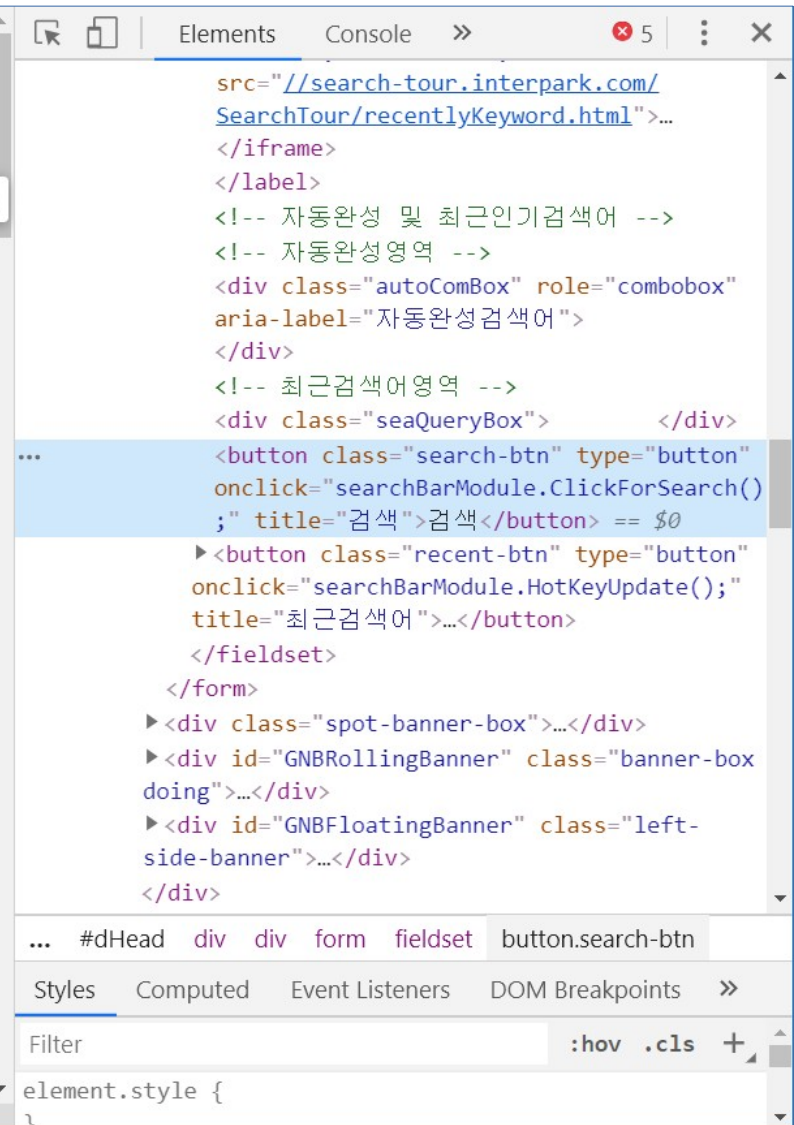 Elements Console » 5
src="//search-tour.interpark.com/
SearchTour/recentlyKeyword.html">…
</iframe>
</label>
<!-- 자동완성 및 최근인기검색어 -->
<!-- 자동완성영역 -->
<div class="autoComBox" role="combobox"
aria-label="자동완성검색어">
</div>
<!-- 최근검색어영역 -->
<div class="seaQueryBox"> </div>
<button class="search-btn" type="button"
onclick="searchBarModule.ClickForSearch()
;" title="검색">검색</button> == $0
<button class="recent-btn" type="button"
onclick="searchBarModule.HotKeyUpdate();"
title="최근검색어">…</button>
</fieldset>
</form>
<div class="spot-banner-box">…</div>
<div id="GNBRollingBanner" class="banner-box
doing">…</div>
<div id="GNBFloatingBanner" class="left-
side-banner">…</div>
</div>
... #dHead div div form fieldset button.search-btn
Styles Computed Event Listeners DOM Breakpoints »
Filter :hov .cls +
element.style {
}